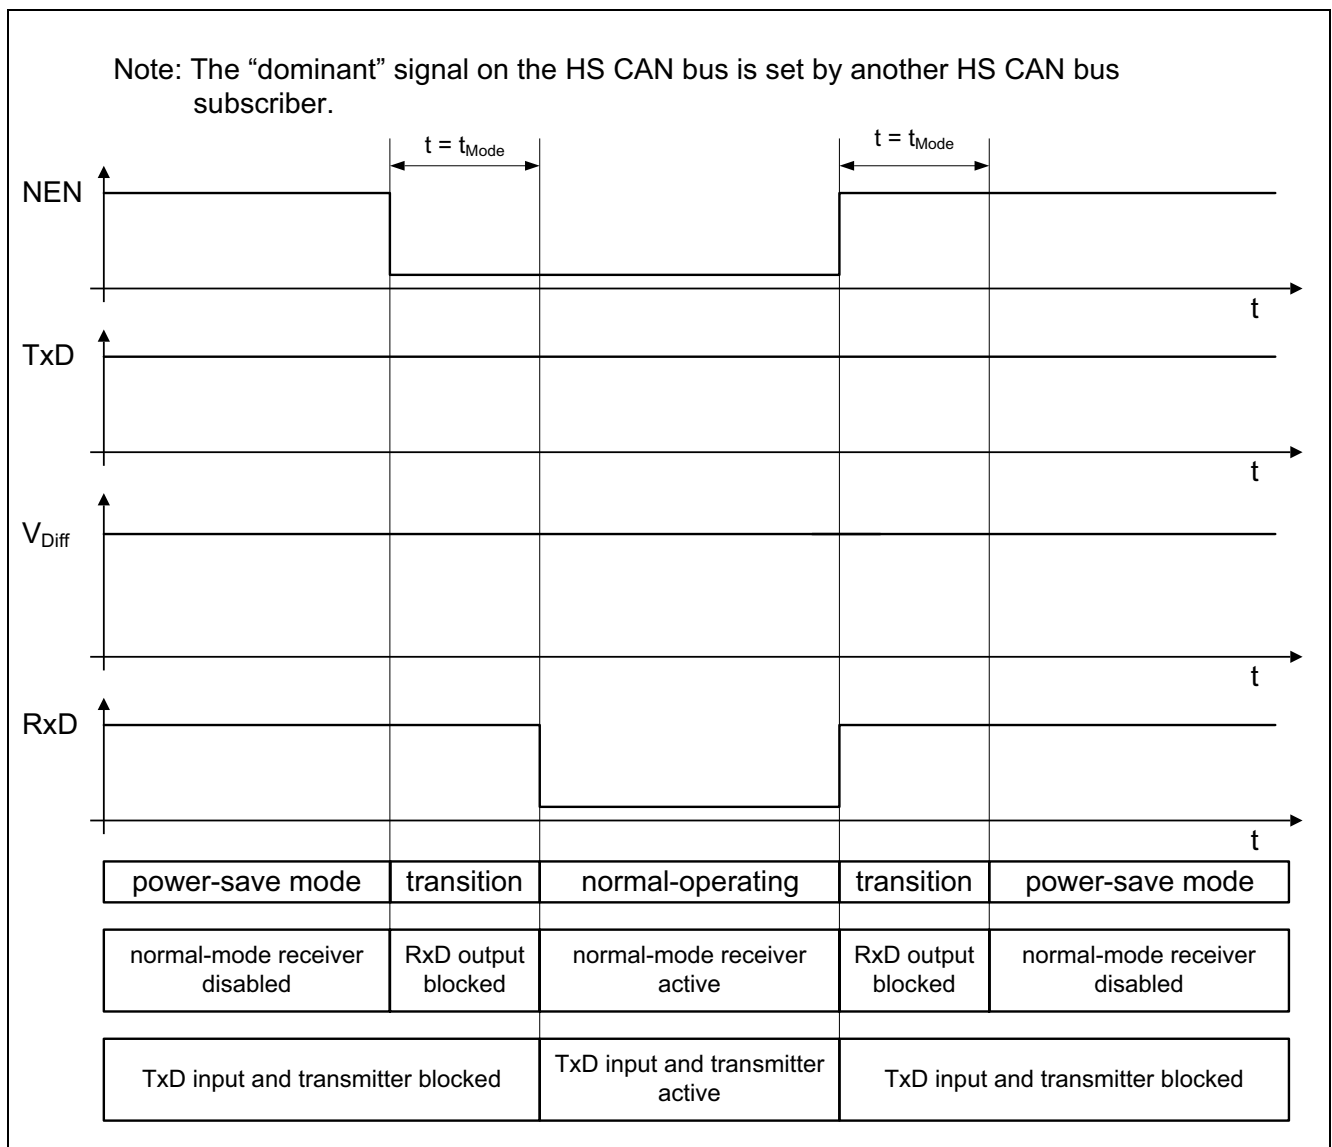 Note: The “dominant” signal on the HS CAN bus is set by another HS CAN bus
subscriber.
t = tMode
t = tMode
NEN
t
TxD
t
VDiff
t
RxD
t
power-save mode
transition
normal-operating
transition
power-save mode
normal-mode receiver
disabled
RxD output
blocked
normal-mode receiver
active
RxD output
blocked
normal-mode receiver
disabled
TxD input and transmitter blocked
TxD input and transmitter
active
TxD input and transmitter blocked